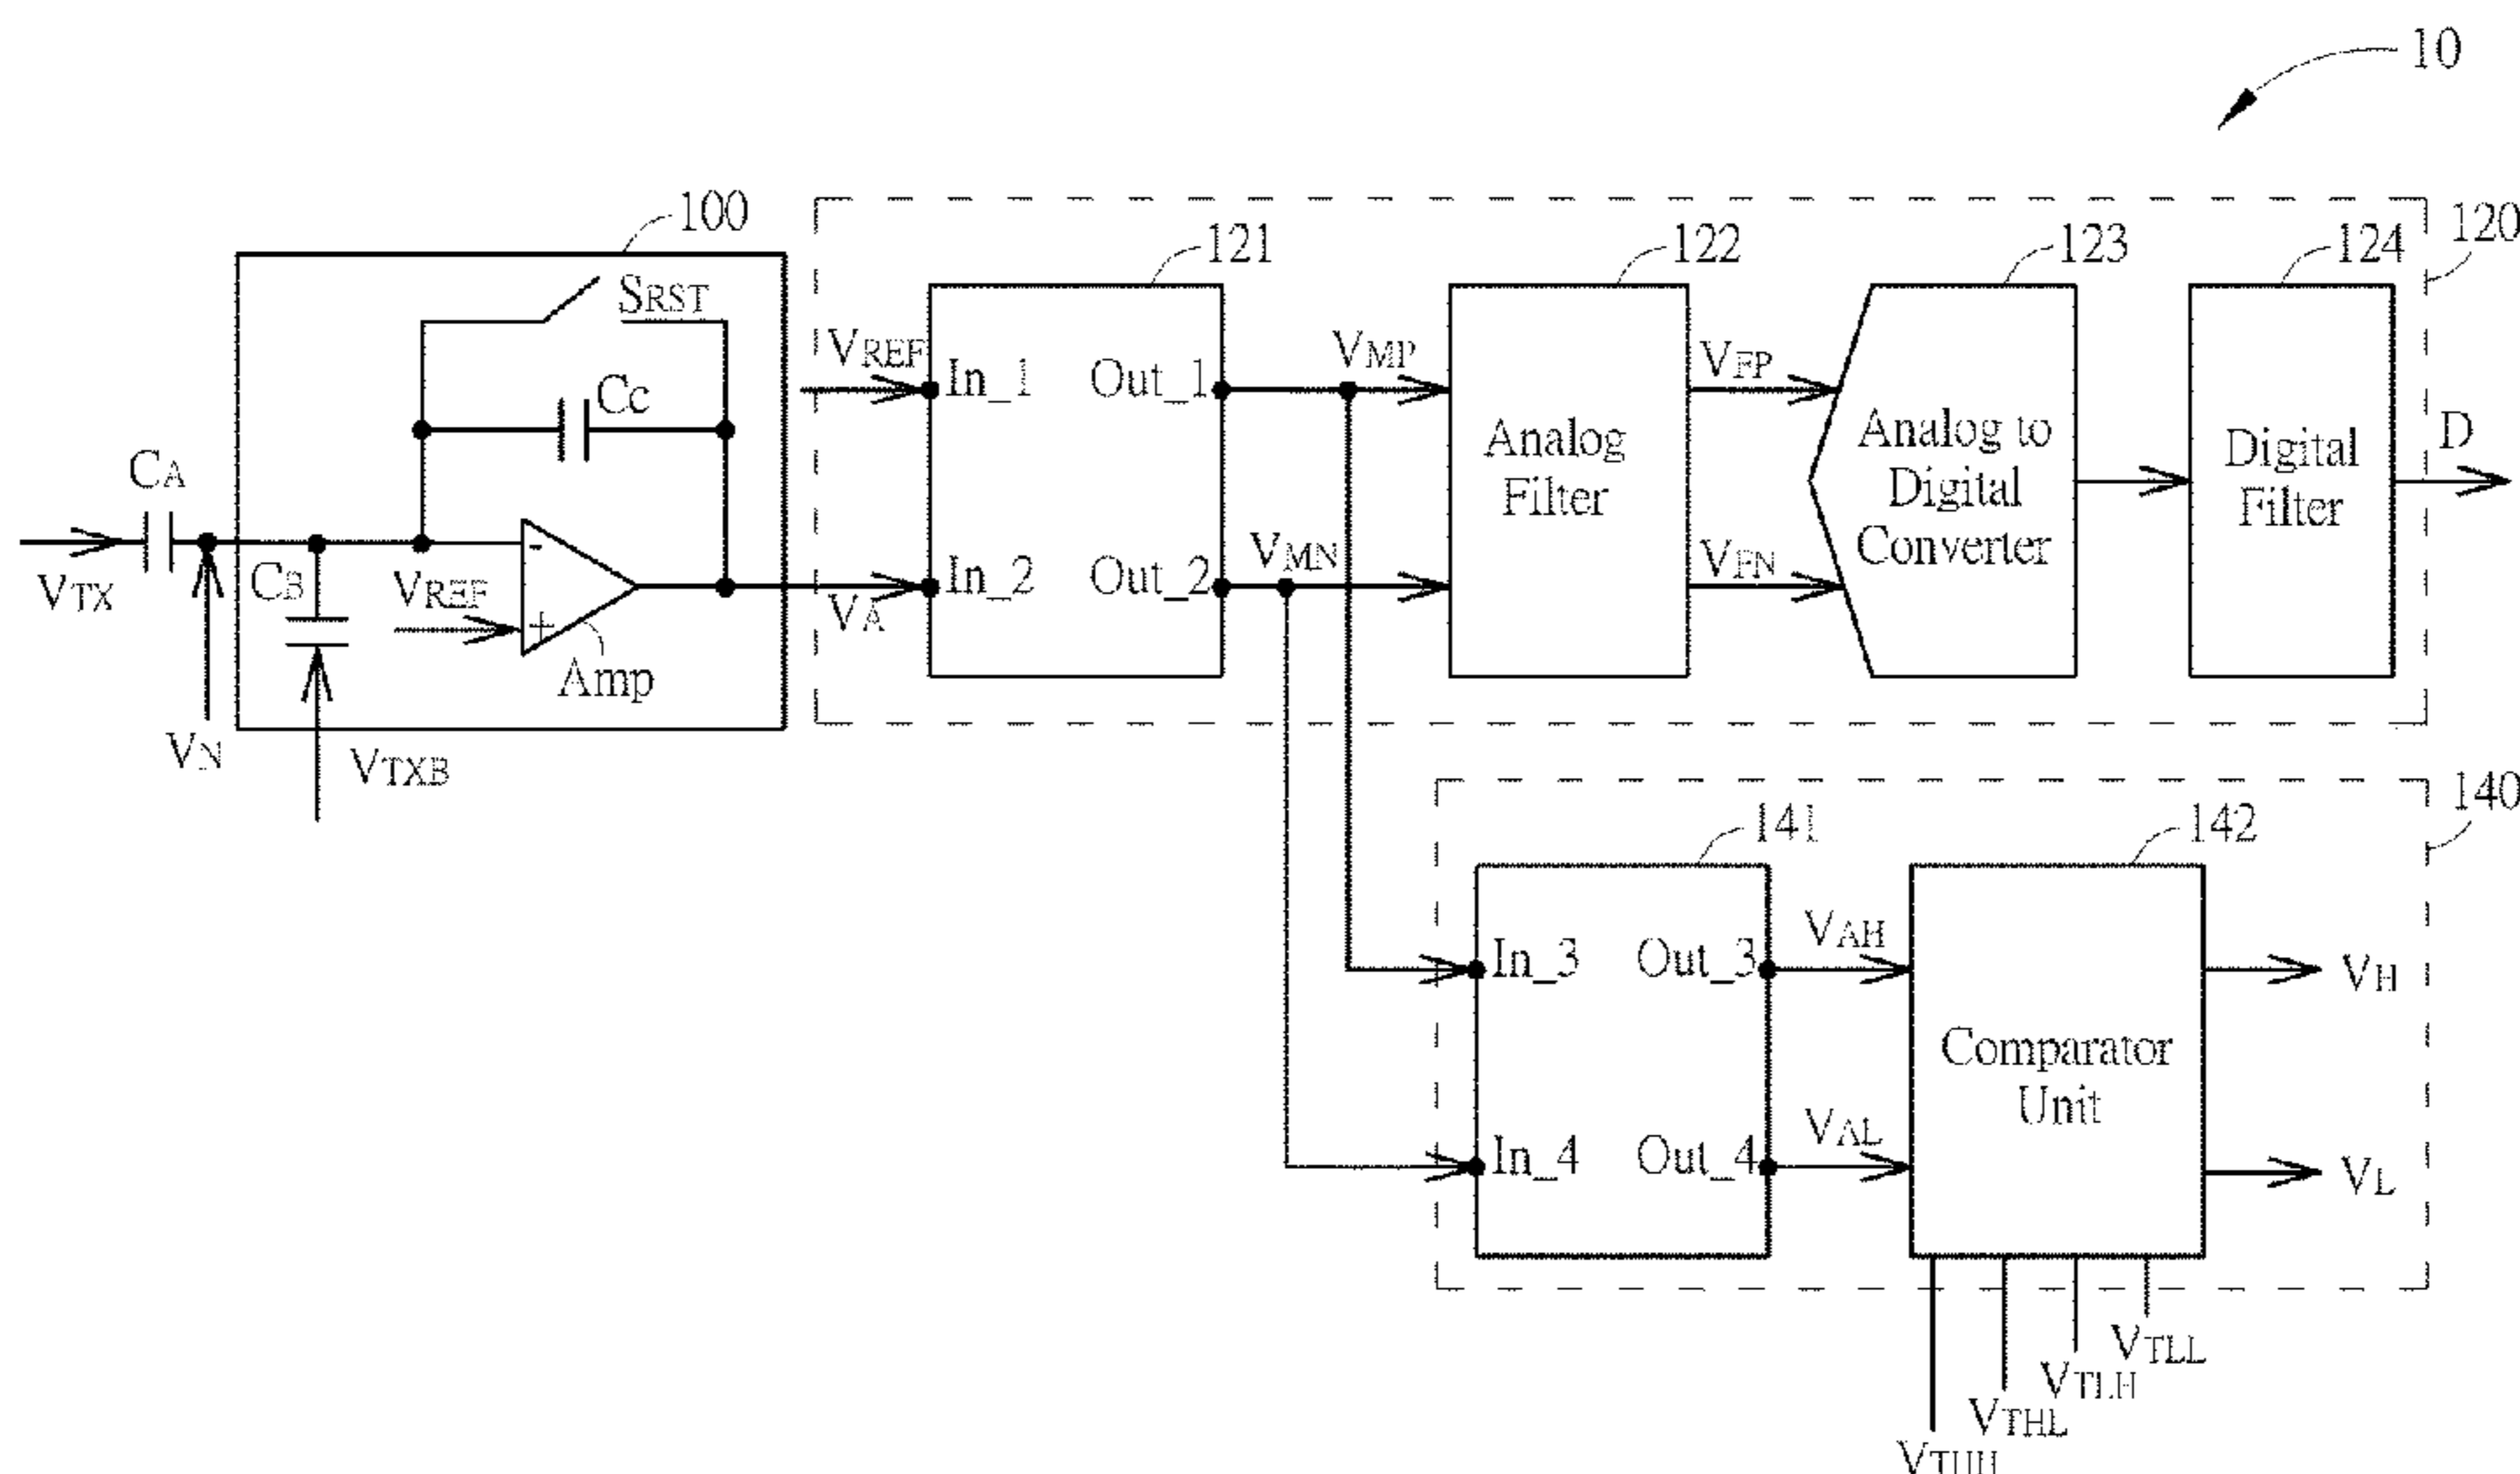 10
100
120
121
122
123
124
SRST
VREF
In_1
Out_1
VMP
VFP
Cc
Analog
Filter
Analog to
Digital
Converter
Digital
Filter
D
CA
VTX
CB
VREF
-
+
Amp
VA
In_2
Out_2
VMN
VFN
VN
VTXB
140
141
142
In_3
Out_3
VAH
VH
Comparator
Unit
In_4
Out_4
VAL
VL
VTLL
VTLH
VTHL
VTHH